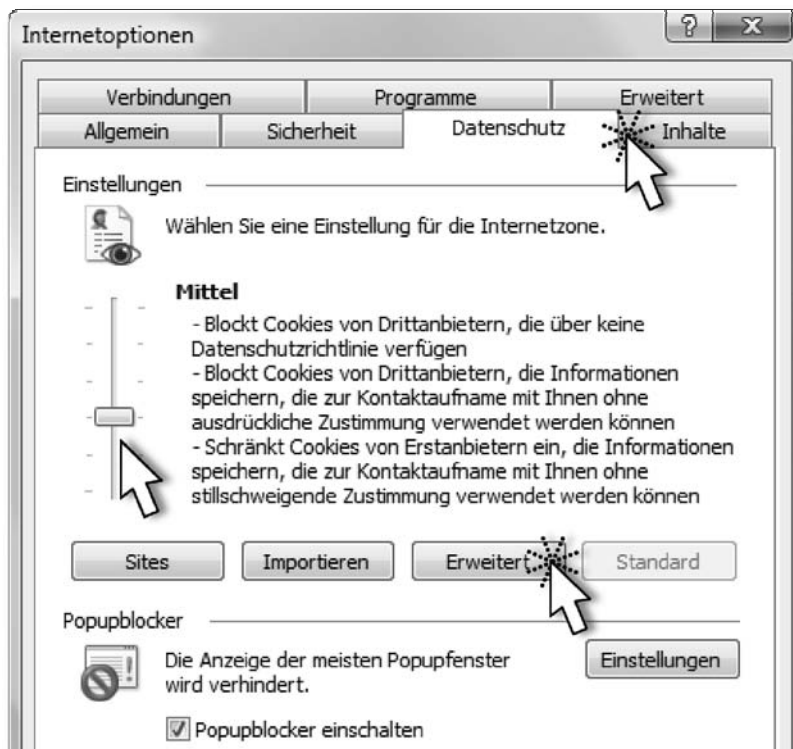 Internetoptionen
Verbindungen Programme Erweitert
Allgemein Sicherheit Datenschutz Inhalte
Einstellungen
Wählen Sie eine Einstellung für die Internetzone.
Mittel
- Blockt Cookies von Drittanbietern, die über keine
Datenschutzrichtlinie verfügen
- Blockt Cookies von Drittanbietern, die Informationen
speichern, die zur Kontaktaufname mit Ihnen ohne
ausdrückliche Zustimmung verwendet werden können
- Schränkt Cookies von Erstanbietern ein, die Informationen
speichern, die zur Kontaktaufname mit Ihnen ohne
stillschweigende Zustimmung verwendet werden können
Sites Importieren Erweitert Standard
Popupblocker
Die Anzeige der meisten Popupfenster
wird verhindert.
Einstellungen
Popupblocker einschalten